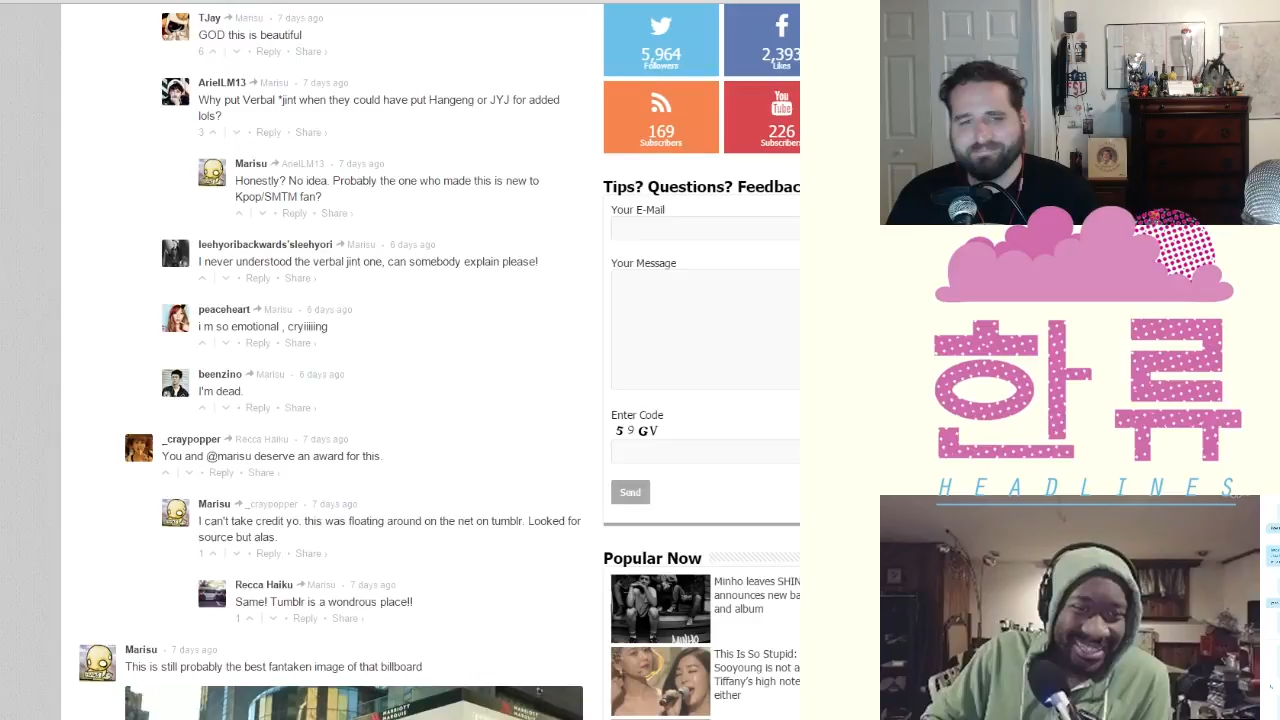 TJay Marisu • 7 days ago
GOD this is beautiful
6 • Reply • Share ›
ArielLM13 Marisu • 7 days ago
Why put Verbal *jint when they could have put Hangeng or JYJ for added
lols?
3 • Reply • Share ›
Marisu ArielLM13 • 7 days ago
Honestly? No idea. Probably the one who made this is new to
Kpop/SMTM fan?
• Reply • Share ›
leehyoribackwards'sleehyori Marisu • 6 days ago
I never understood the verbal jint one, can somebody explain please!
• Reply • Share ›
peaceheart Marisu • 6 days ago
i m so emotional , cryiiiiing
• Reply • Share ›
beenzino Marisu • 6 days ago
I'm dead.
• Reply • Share ›
_craypopper Recca Haiku • 7 days ago
You and @marisu deserve an award for this.
• Reply • Share ›
Marisu _craypopper • 7 days ago
I can't take credit yo. this was floating around on the net on tumblr. Looked for
source but alas.
1 • Reply • Share ›
Recca Haiku Marisu • 7 days ago
Same! Tumblr is a wondrous place!!
1 • Reply • Share ›
Marisu • 7 days ago
This is still probably the best fantaken image of that billboard
MARRIOTT
MARQUIS
5,964
Followers
2,393
Likes
169
Subscribers
You
Tube
226
Subscribers
Tips? Questions? Feedbac
Your E-Mail
Your Message
Enter Code
5 9 G V
Send
Popular Now
Minho leaves SHIN
announces new ba
and album
MINHO
This Is So Stupid:
Sooyoung is not a
Tiffany's high note
either
한류
HEADLINES